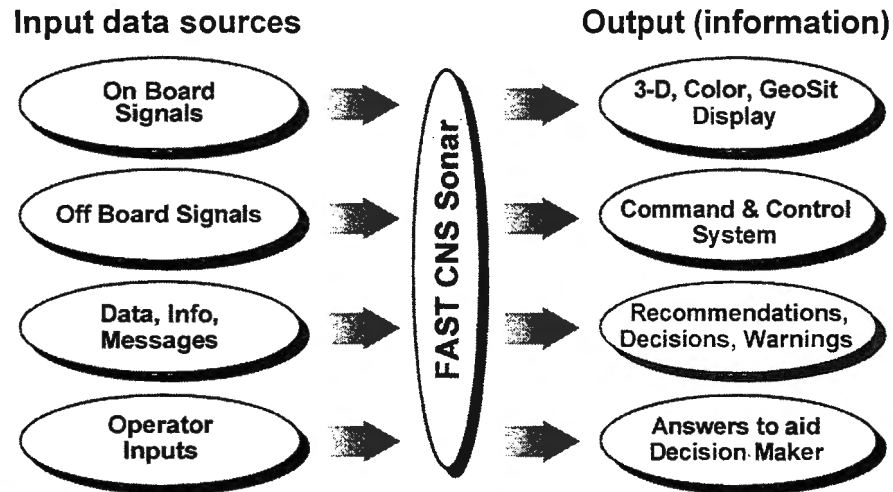 Input data sources
Output (information)
On Board
Signals
Off Board Signals
Data, Info,
Messages
Operator
Inputs
FAST CNS Sonar
3-D, Color, GeoSit
Display
Command & Control
System
Recommendations,
Decisions, Warnings
Answers to aid
Decision Maker